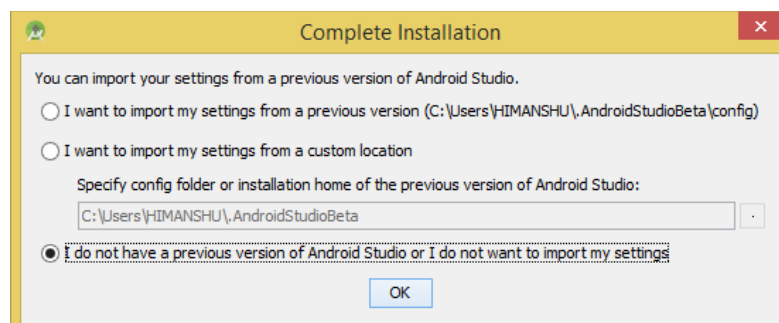 Complete Installation
You can import your settings from a previous version of Android Studio.
I want to import my settings from a previous version (C:\Users\HIMANSHU\.AndroidStudioBeta\config)
I want to import my settings from a custom location
Specify config folder or installation home of the previous version of Android Studio:
C:\Users\HIMANSHU\.AndroidStudioBeta
I do not have a previous version of Android Studio or I do not want to import my settings
OK